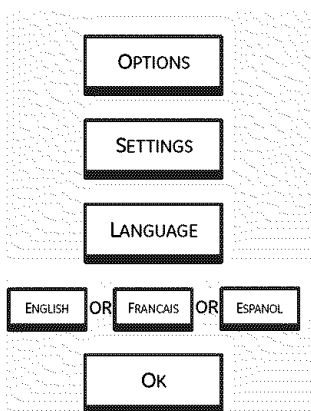 OPTIONS
SETTINGS
LANGUAGE
ENGLISH OR FRANCAIS OR ESPANOL
OK